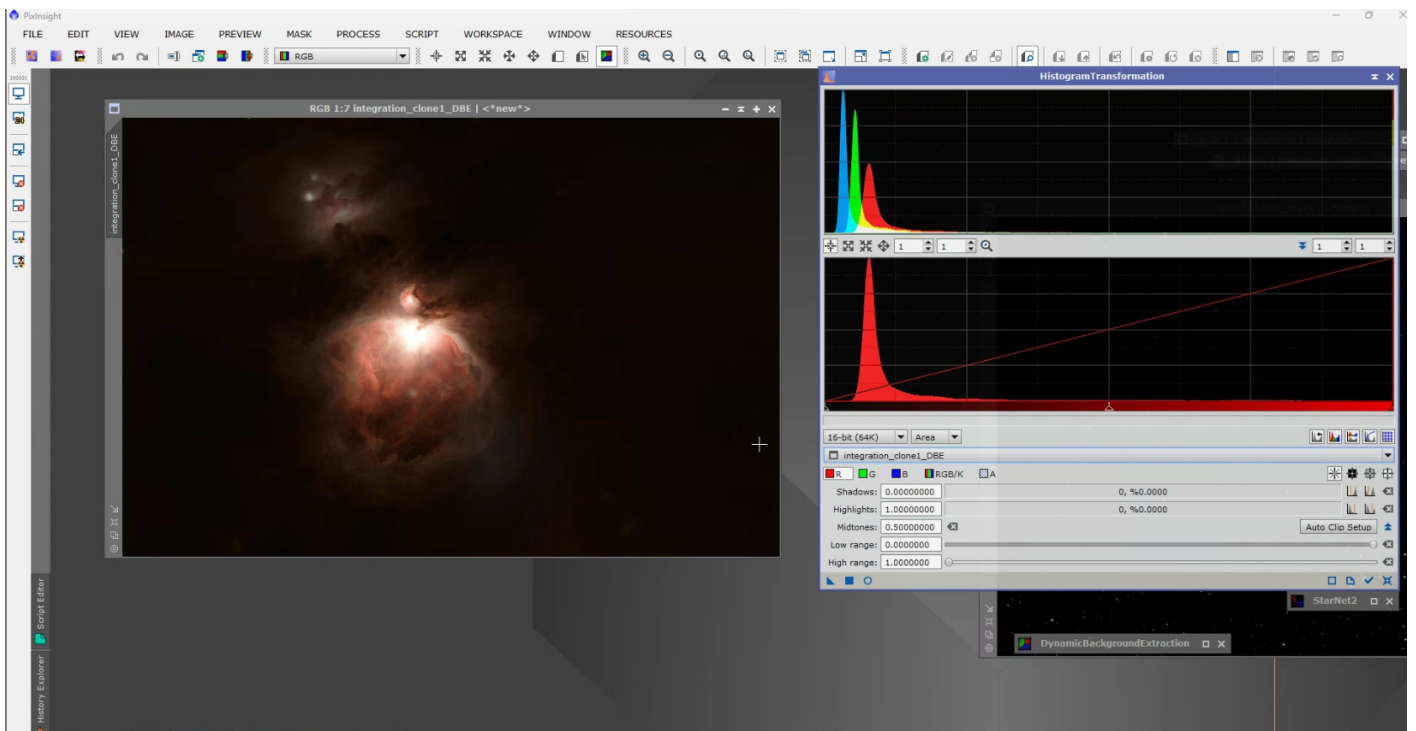 PixInsight
FILE EDIT VIEW IMAGE PREVIEW MASK PROCESS SCRIPT WORKSPACE WINDOW RESOURCES
RGB
HistogramTransformation
RGB 1:7 integration_clone1_DBE | <*new*>
integration_clone1_DBE
1 1 1 1
16-bit (64K) Area
integration_clone1_DBE
R G B RGB/K A
Shadows: 0.00000000 0, %0.0000
Highlights: 1.00000000 0, %0.0000
Midtones: 0.50000000 Auto Clip Setup
Low range: 0.0000000
High range: 1.0000000
Script Editor
StarNet2
DynamicBackgroundExtraction
History Explorer